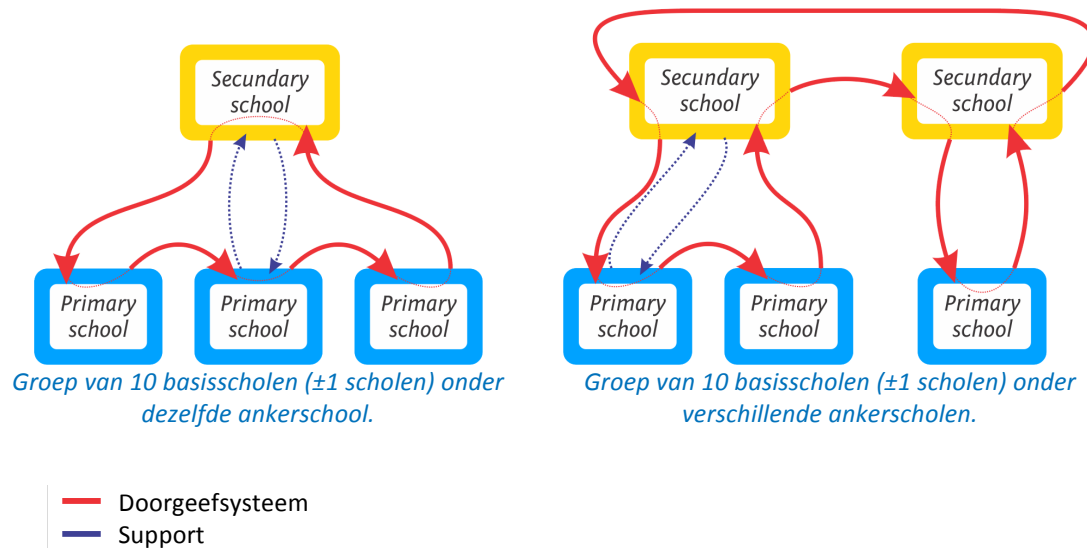 Secundary
school
Primary
school
Primary
school
Primary
school
Groep van 10 basisscholen (±1 scholen) onder
dezelfde ankerschool.
Secundary
school
Secundary
school
Primary
school
Primary
school
Primary
school
Groep van 10 basisscholen (±1 scholen) onder
verschillende ankerscholen.
Doorgeefsysteem
Support